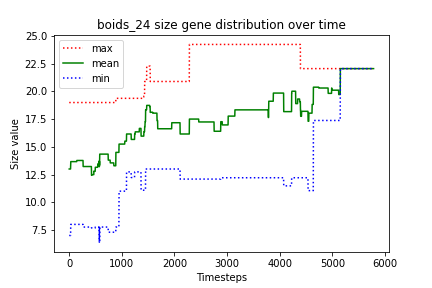 boids_24 size gene distribution over time
25.0
22.5
20.0
17.5
15.0
12.5
10.0
7.5
Size value
max
mean
min
0 1000 2000 3000 4000 5000 6000
Timesteps